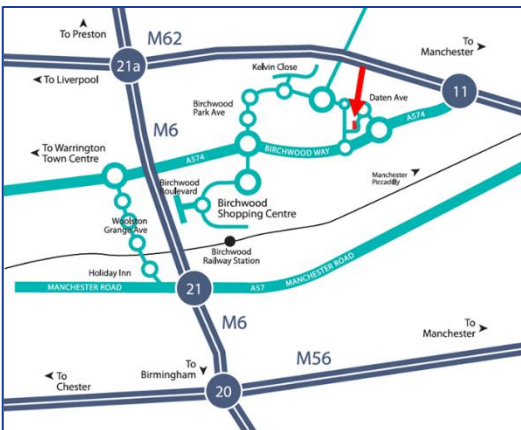 To Preston
M62
To
Manchester
21a
Kelvin Close
To Liverpool
11
Birchwood
Park Ave
Daten Ave
M6
A574
To Warrington
Town Centre
A574
BIRCHWOOD WAY
Manchester
Piccadilly
Birchwood
Boulevard
Birchwood
Shopping Centre
Woolston
Grange Ave
Birchwood
Railway Station
Holiday Inn
MANCHESTER ROAD
21
A57
MANCHESTER ROAD
M6
To
Manchester
To
Birmingham
M56
To
Chester
20